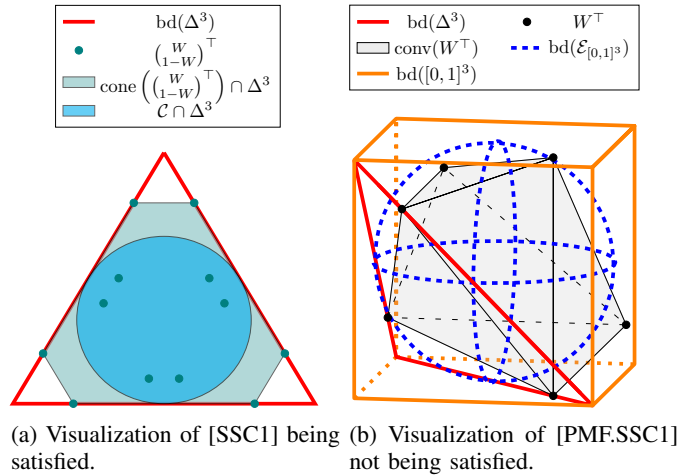 bd(Δ³)
(W 1−W)⊤
cone ((W 1−W)⊤) ∩ Δ³
𝒞 ∩ Δ³
bd(Δ³) W⊤
conv(W⊤) bd(ℰ[0,1]³)
bd([0, 1]³)
(a) Visualization of [SSC1] being
satisfied.
(b) Visualization of [PMF.SSC1]
not being satisfied.